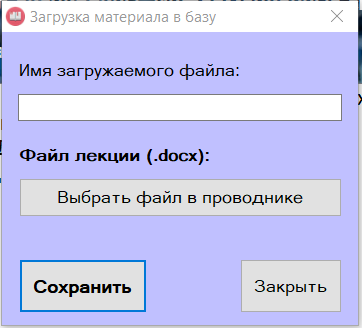 Загрузка материала в базу
Имя загружаемого файла:
Файл лекции (.docx):
Выбрать файл в проводнике
Сохранить
Закрыть